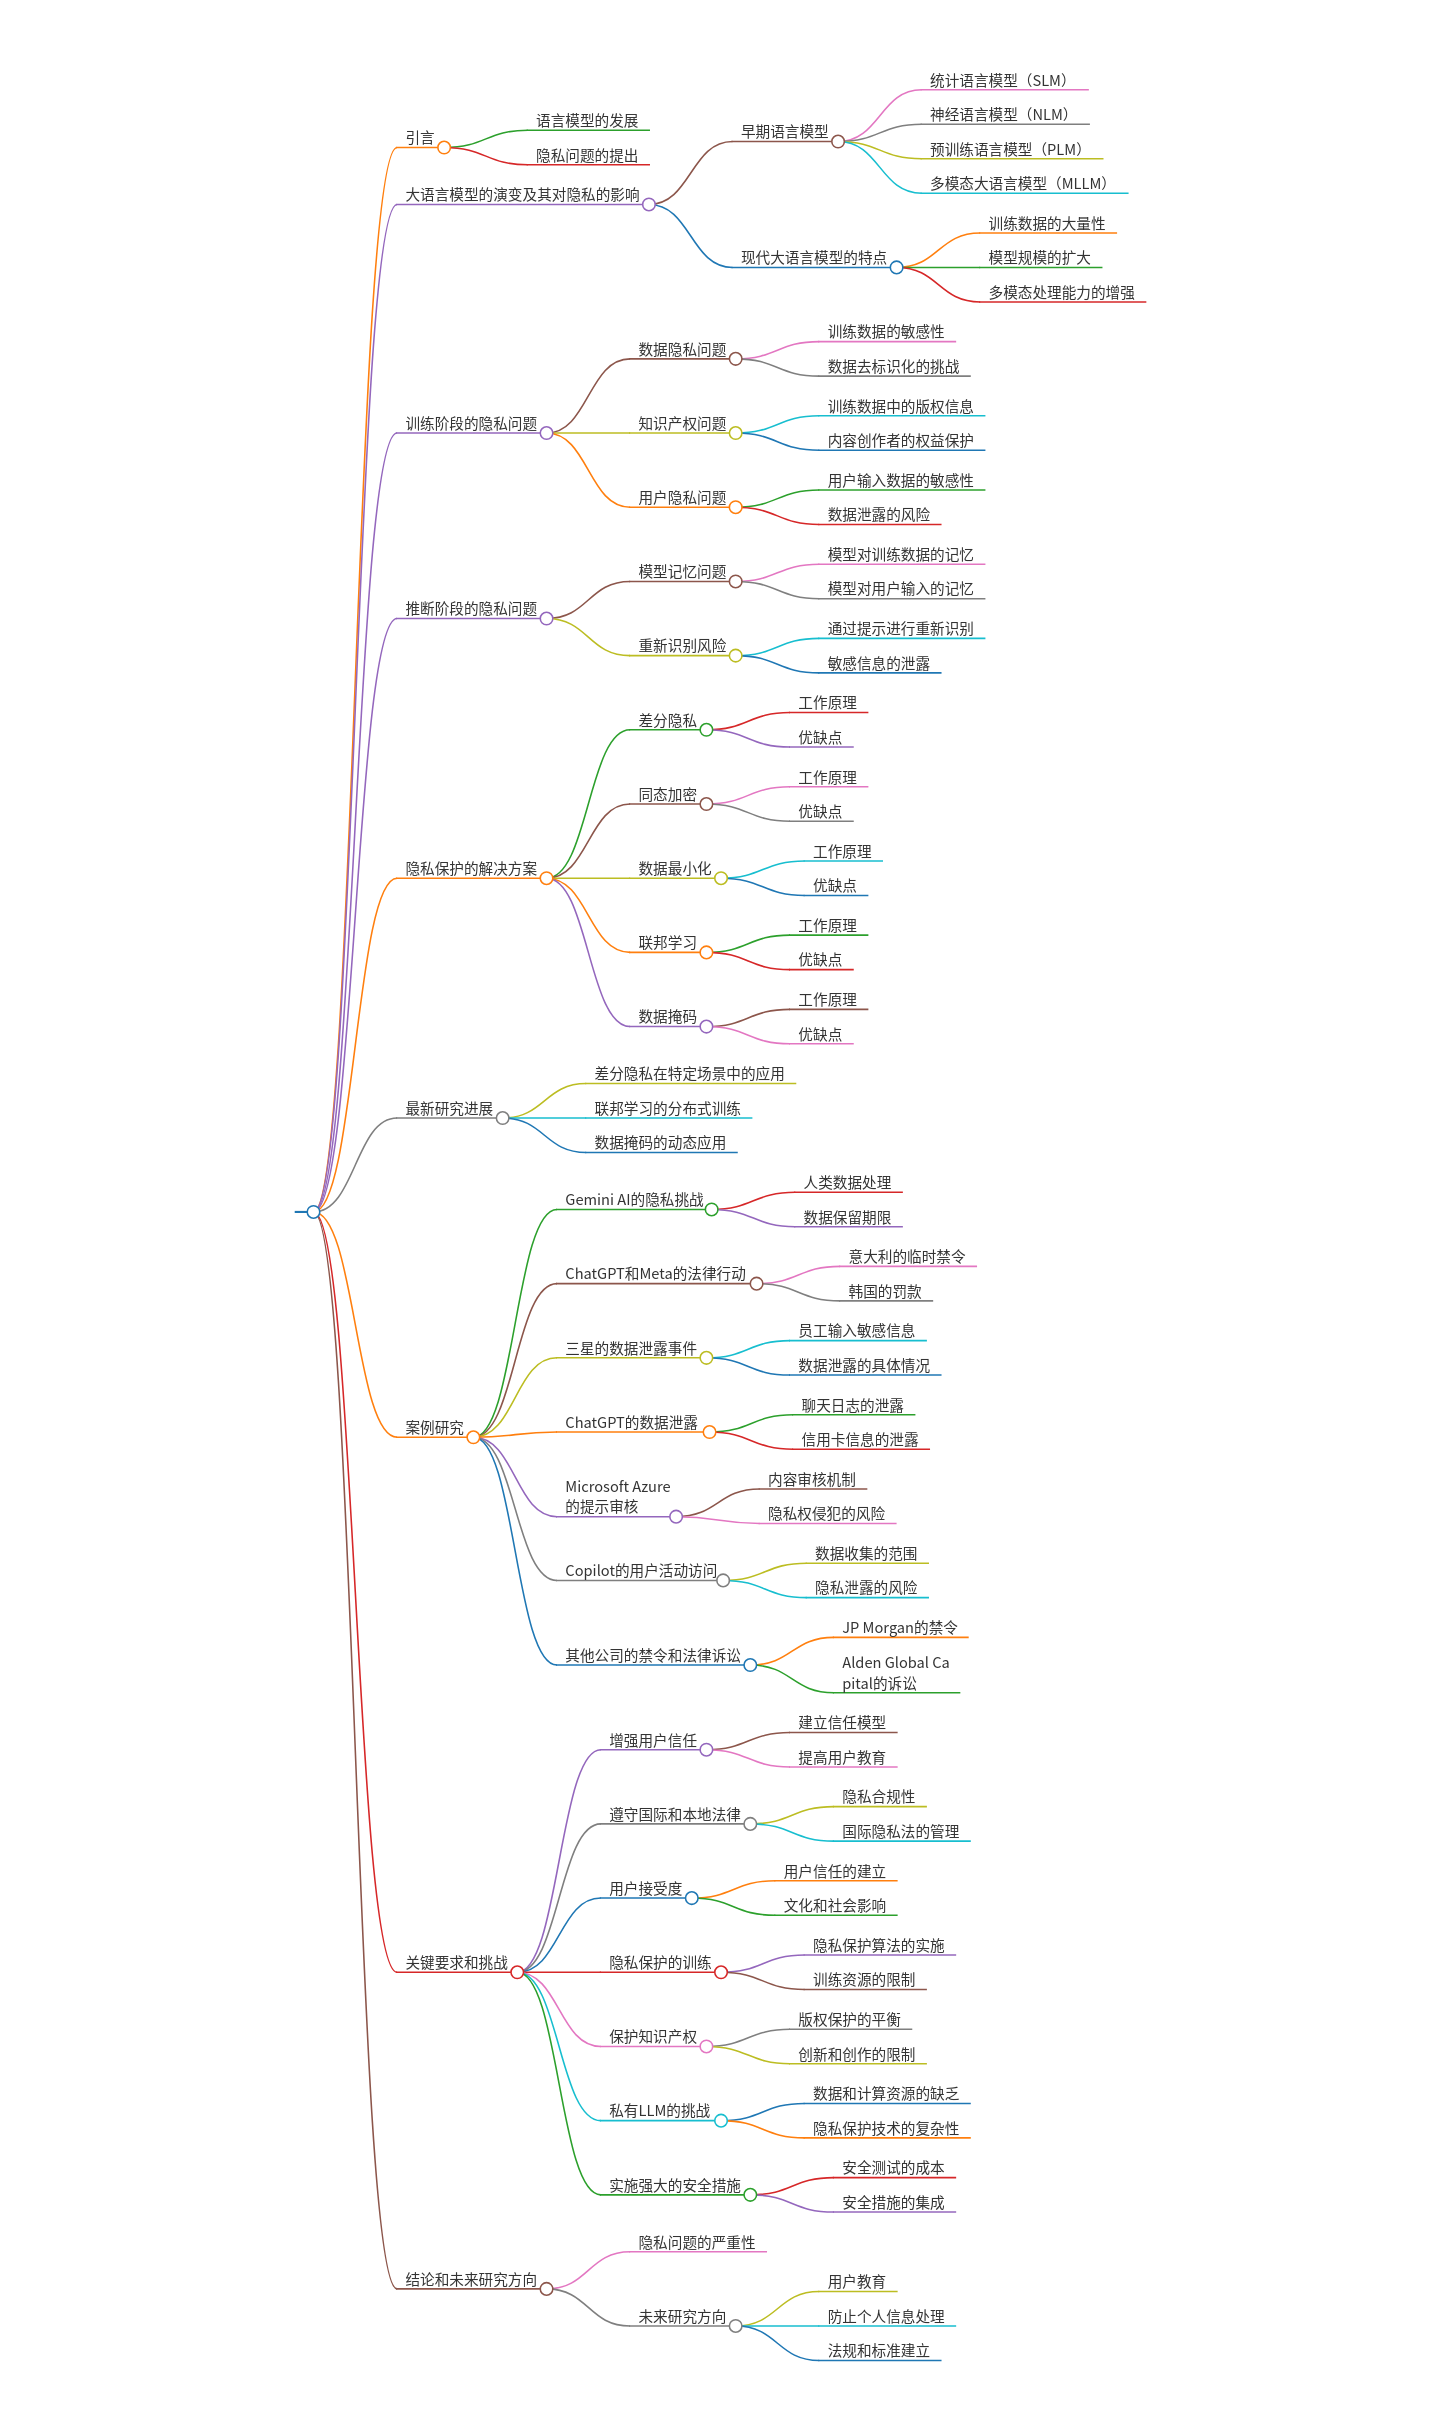 引言
语言模型的发展
隐私问题的提出
大语言模型的演变及其对隐私的影响
早期语言模型
统计语言模型（SLM）
神经语言模型（NLM）
预训练语言模型（PLM）
多模态大语言模型（MLLM）
现代大语言模型的特点
训练数据的大量性
模型规模的扩大
多模态处理能力的增强
训练阶段的隐私问题
数据隐私问题
训练数据的敏感性
数据去标识化的挑战
知识产权问题
训练数据中的版权信息
内容创作者的权益保护
用户隐私问题
用户输入数据的敏感性
数据泄露的风险
推断阶段的隐私问题
模型记忆问题
模型对训练数据的记忆
模型对用户输入的记忆
重新识别风险
通过提示进行重新识别
敏感信息的泄露
隐私保护的解决方案
差分隐私
工作原理
优缺点
同态加密
工作原理
优缺点
数据最小化
工作原理
优缺点
联邦学习
工作原理
优缺点
数据掩码
工作原理
优缺点
最新研究进展
差分隐私在特定场景中的应用
联邦学习的分布式训练
数据掩码的动态应用
案例研究
Gemini AI的隐私挑战
人类数据处理
数据保留期限
ChatGPT和Meta的法律行动
意大利的临时禁令
韩国的罚款
三星的数据泄露事件
员工输入敏感信息
数据泄露的具体情况
ChatGPT的数据泄露
聊天日志的泄露
信用卡信息的泄露
Microsoft Azure
的提示审核
内容审核机制
隐私权侵犯的风险
Copilot的用户活动访问
数据收集的范围
隐私泄露的风险
其他公司的禁令和法律诉讼
JP Morgan的禁令
Alden Global Ca
pital的诉讼
关键要求和挑战
增强用户信任
建立信任模型
提高用户教育
遵守国际和本地法律
隐私合规性
国际隐私法的管理
用户接受度
用户信任的建立
文化和社会影响
隐私保护的训练
隐私保护算法的实施
训练资源的限制
保护知识产权
版权保护的平衡
创新和创作的限制
私有LLM的挑战
数据和计算资源的缺乏
隐私保护技术的复杂性
实施强大的安全措施
安全测试的成本
安全措施的集成
结论和未来研究方向
隐私问题的严重性
未来研究方向
用户教育
防止个人信息处理
法规和标准建立